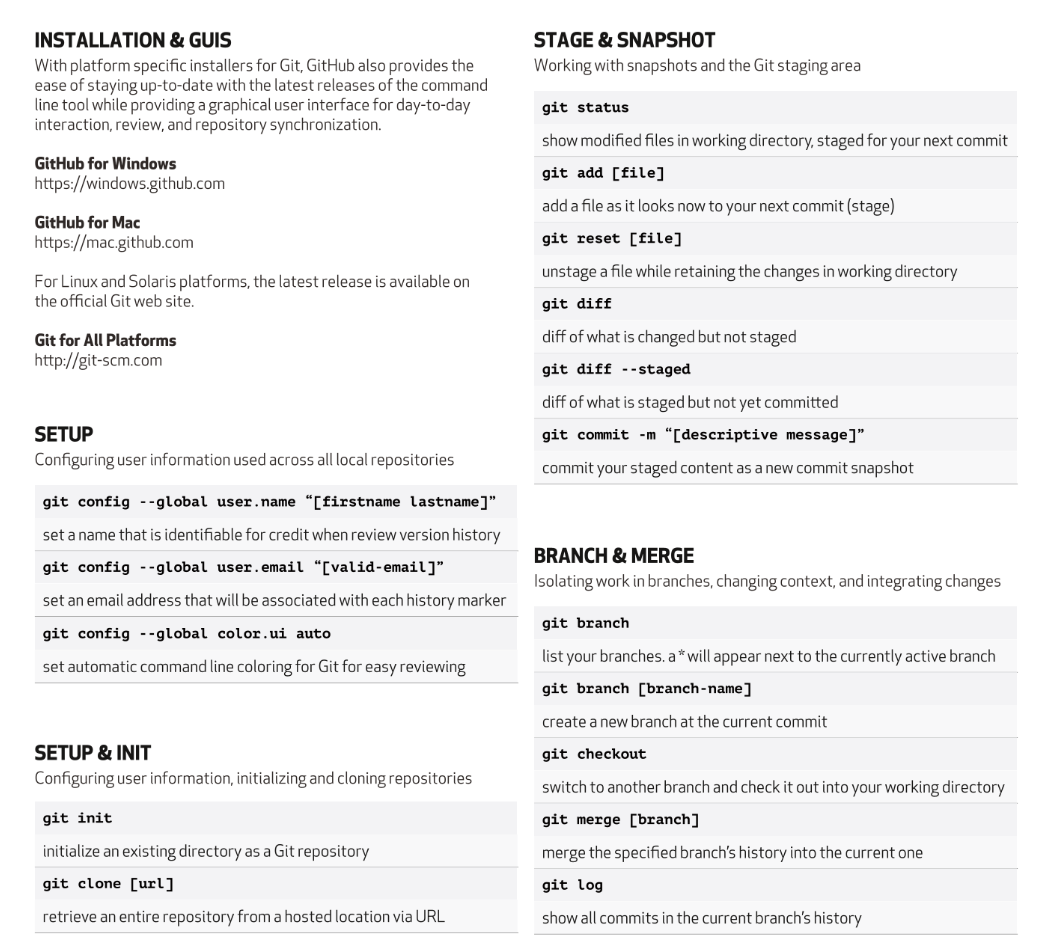 INSTALLATION & GUIS
With platform specific installers for Git, GitHub also provides the
ease of staying up-to-date with the latest releases of the command
line tool while providing a graphical user interface for day-to-day
interaction, review, and repository synchronization.
GitHub for Windows
https://windows.github.com
GitHub for Mac
https://mac.github.com
For Linux and Solaris platforms, the latest release is available on
the official Git web site.
Git for All Platforms
http://git-scm.com
SETUP
Configuring user information used across all local repositories
git config --global user.name “[firstname lastname]”
set a name that is identifiable for credit when review version history
git config --global user.email “[valid-email]”
set an email address that will be associated with each history marker
git config --global color.ui auto
set automatic command line coloring for Git for easy reviewing
SETUP & INIT
Configuring user information, initializing and cloning repositories
git init
initialize an existing directory as a Git repository
git clone [url]
retrieve an entire repository from a hosted location via URL
STAGE & SNAPSHOT
Working with snapshots and the Git staging area
git status
show modified files in working directory, staged for your next commit
git add [file]
add a file as it looks now to your next commit (stage)
git reset [file]
unstage a file while retaining the changes in working directory
git diff
diff of what is changed but not staged
git diff --staged
diff of what is staged but not yet committed
git commit -m “[descriptive message]”
commit your staged content as a new commit snapshot
BRANCH & MERGE
Isolating work in branches, changing context, and integrating changes
git branch
list your branches. a * will appear next to the currently active branch
git branch [branch-name]
create a new branch at the current commit
git checkout
switch to another branch and check it out into your working directory
git merge [branch]
merge the specified branch’s history into the current one
git log
show all commits in the current branch’s history